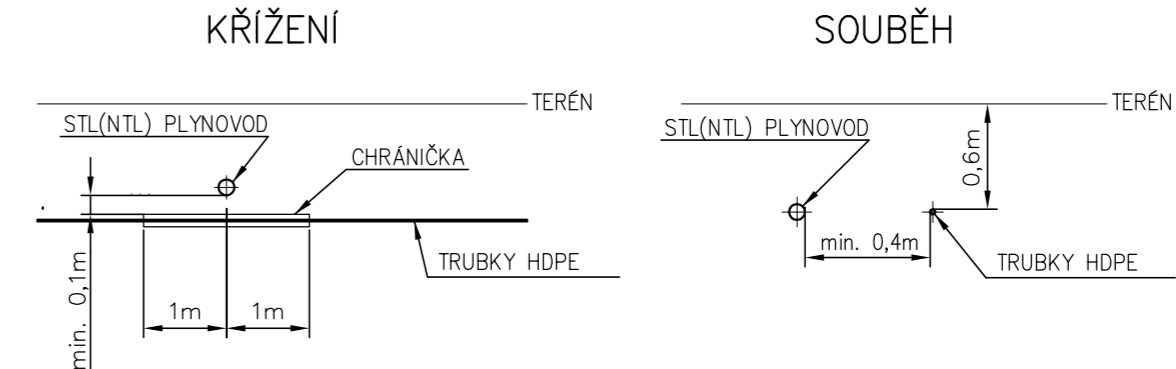 KŘÍŽENÍ
TERÉN
STL(NTL) PLYNOVOD
CHRÁNIČKA
min. 0,1m
1m
1m
TRUBKY HDPE
SOUBĚH
TERÉN
STL(NTL) PLYNOVOD
0,6m
min. 0,4m
TRUBKY HDPE